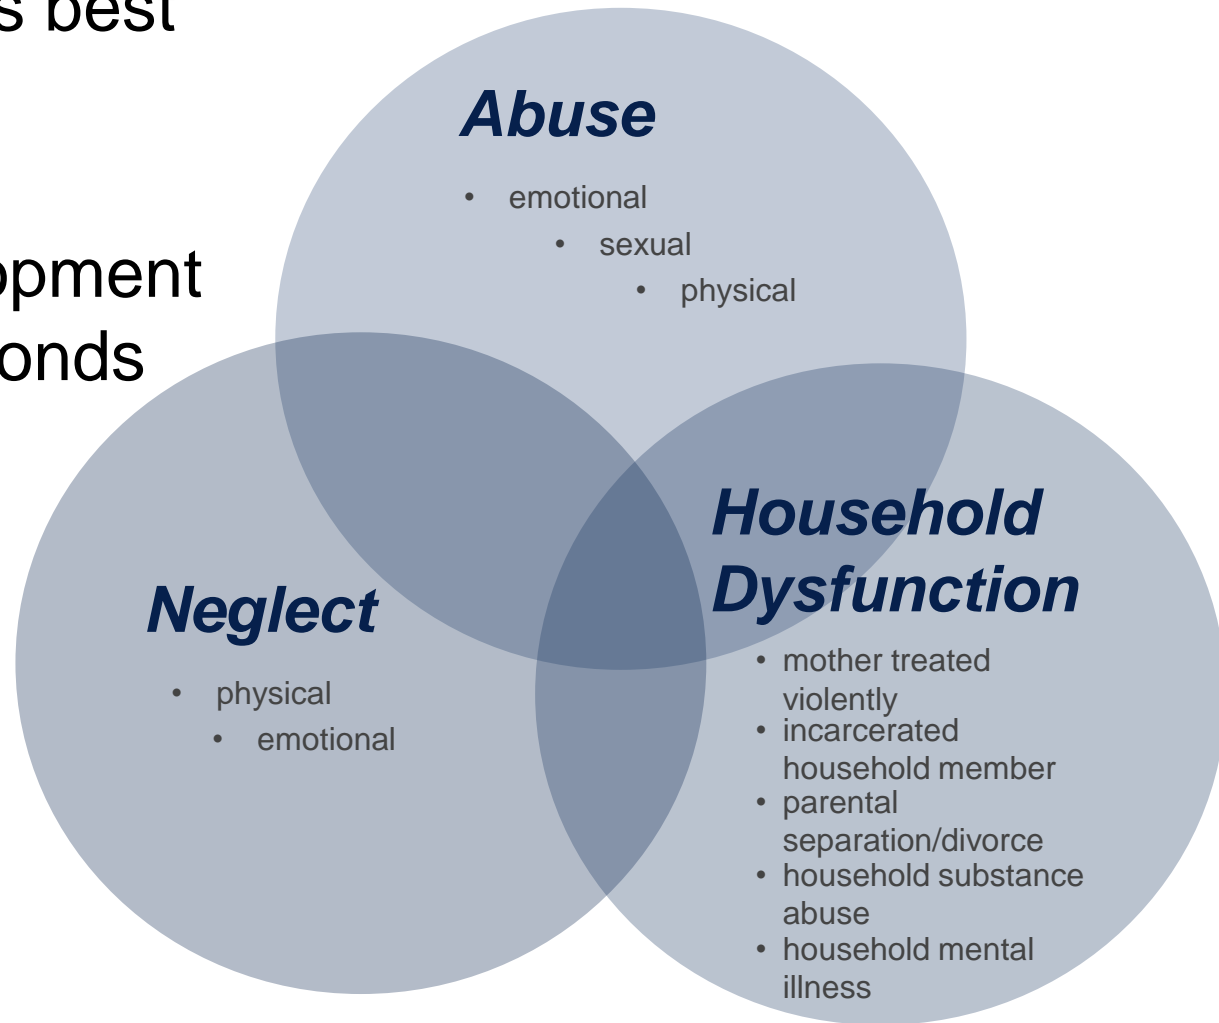 s best
Abuse
• emotional
• sexual
• physical
opment
onds
Household
Dysfunction
Neglect
• mother treated
violently
• physical
• incarcerated
• emotional
household member
• parental
separation/divorce
• household substance
abuse
• household mental
illness